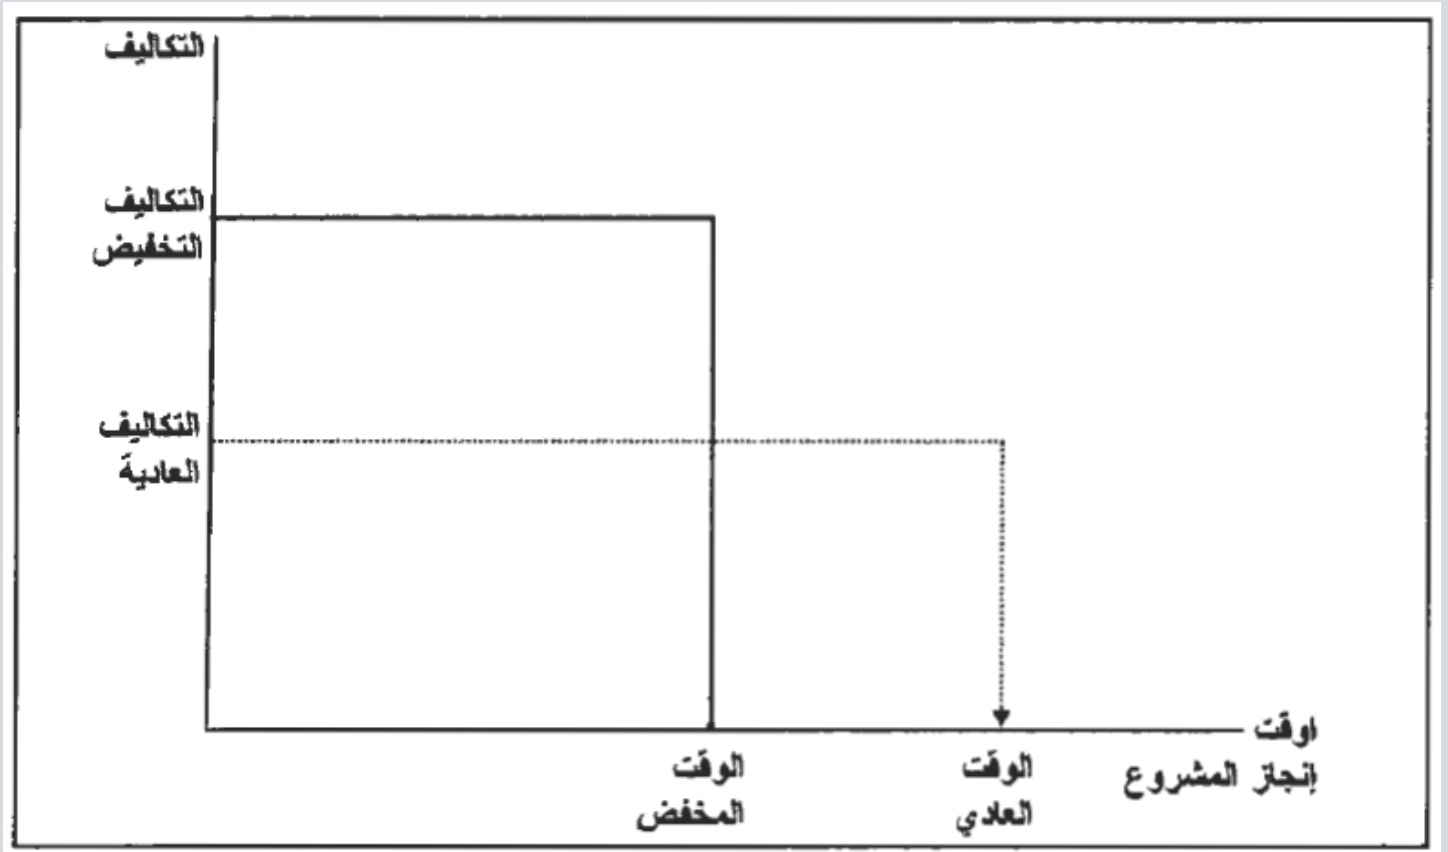 التكاليف
التكاليف
التخفيض
التكاليف
العادية
اوقت
إنجاز المشروع
الوقت
العادي
الوقت
المخفض